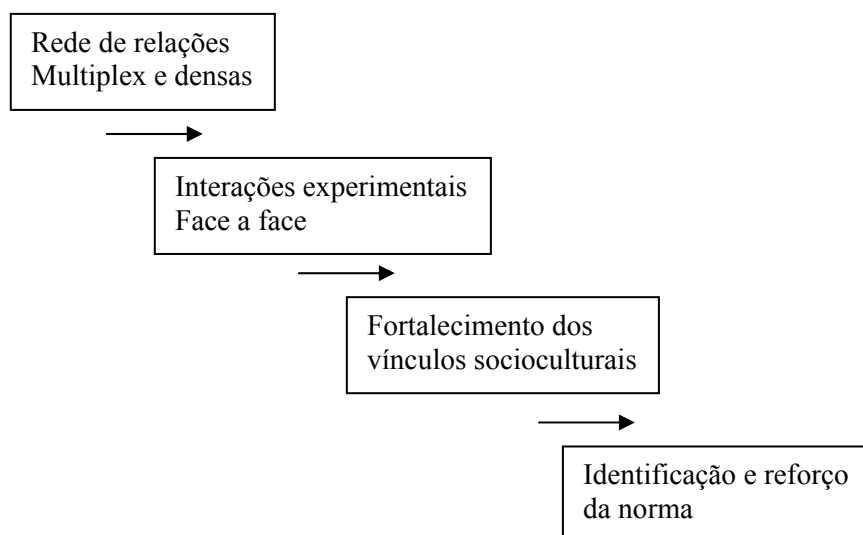 Rede de relações
Multiplex e densas
Interações experimentais
Face a face
Fortalecimento dos
vínculos socioculturais
Identificação e reforço
da norma